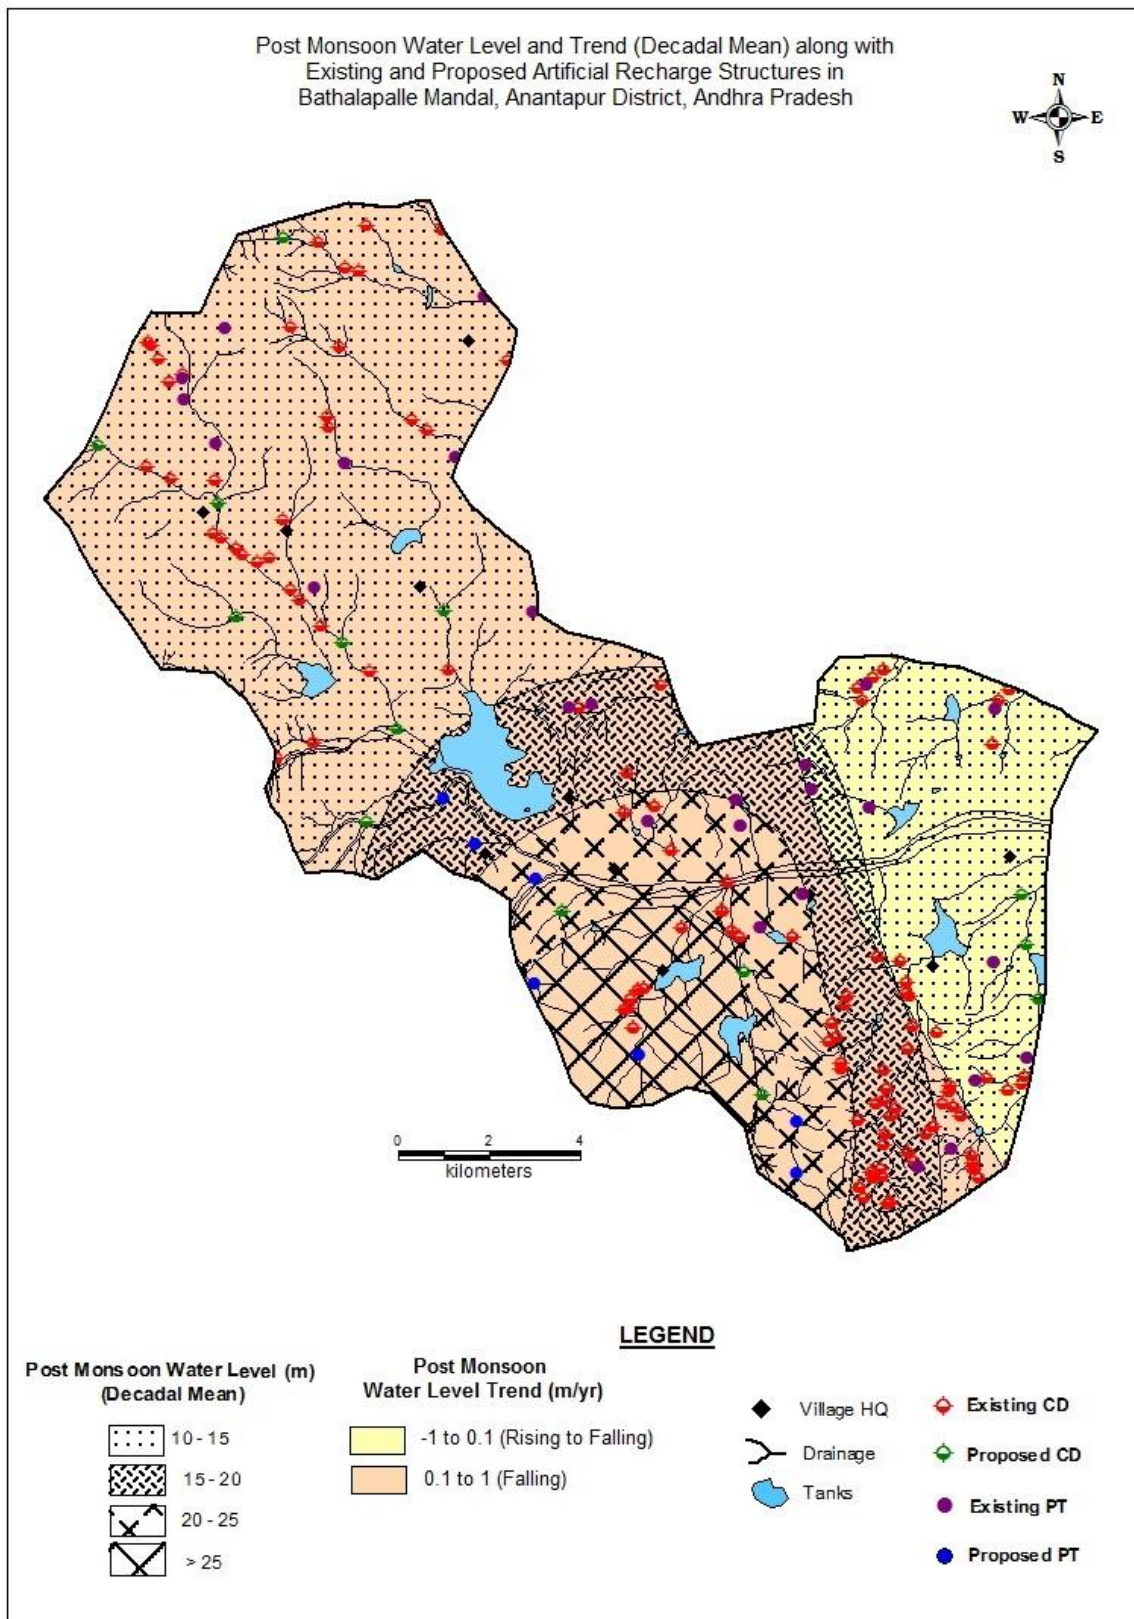 Post Monsoon Water Level and Trend (Decadal Mean) along with
Existing and Proposed Artificial Recharge Structures in
Bathalapalle Mandal, Anantapur District, Andhra Pradesh
N
W E
S
0 2 4
kilometers
LEGEND
Post Monsoon Water Level (m)
(Decadal Mean)
10 - 15
15 - 20
20 - 25
> 25
Post Monsoon
Water Level Trend (m/yr)
-1 to 0.1 (Rising to Falling)
0.1 to 1 (Falling)
Village HQ
Drainage
Tanks
Existing CD
Proposed CD
Existing PT
Proposed PT